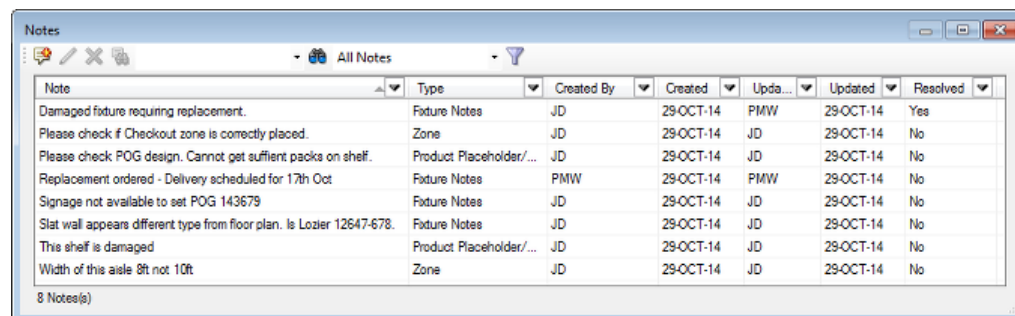 Notes
All Notes
Note Type Created By Created Upda... Updated Resolved
Damaged fixture requiring replacement. Fixture Notes JD 29-OCT-14 PMW 29-OCT-14 Yes
Please check if Checkout zone is correctly placed. Zone JD 29-OCT-14 JD 29-OCT-14 No
Please check POG design. Cannot get suffient packs on shelf. Product Placeholder/... JD 29-OCT-14 JD 29-OCT-14 No
Replacement ordered - Delivery scheduled for 17th Oct Fixture Notes PMW 29-OCT-14 PMW 29-OCT-14 No
Signage not available to set POG 143679 Fixture Notes JD 29-OCT-14 JD 29-OCT-14 No
Slat wall appears different type from floor plan. Is Lozier 12647-678. Fixture Notes JD 29-OCT-14 JD 29-OCT-14 No
This shelf is damaged Product Placeholder/... JD 29-OCT-14 JD 29-OCT-14 No
Width of this aisle 8ft not 10ft Zone JD 29-OCT-14 JD 29-OCT-14 No
8 Notes(s)